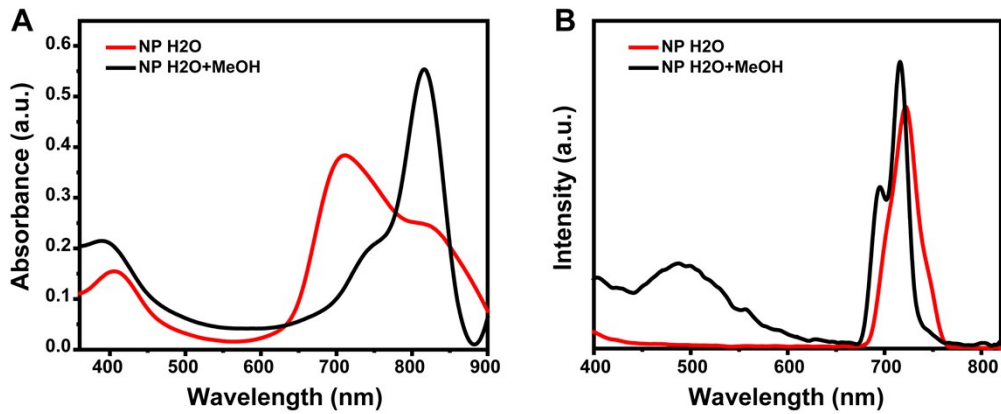 A
NP H2O
NP H2O+MeOH
Absorbance (a.u.)
0.6
0.5
0.4
0.3
0.2
0.1
0.0
400 500 600 700 800 900
Wavelength (nm)
B
NP H2O
NP H2O+MeOH
Intensity (a.u.)
400 500 600 700 800
Wavelength (nm)